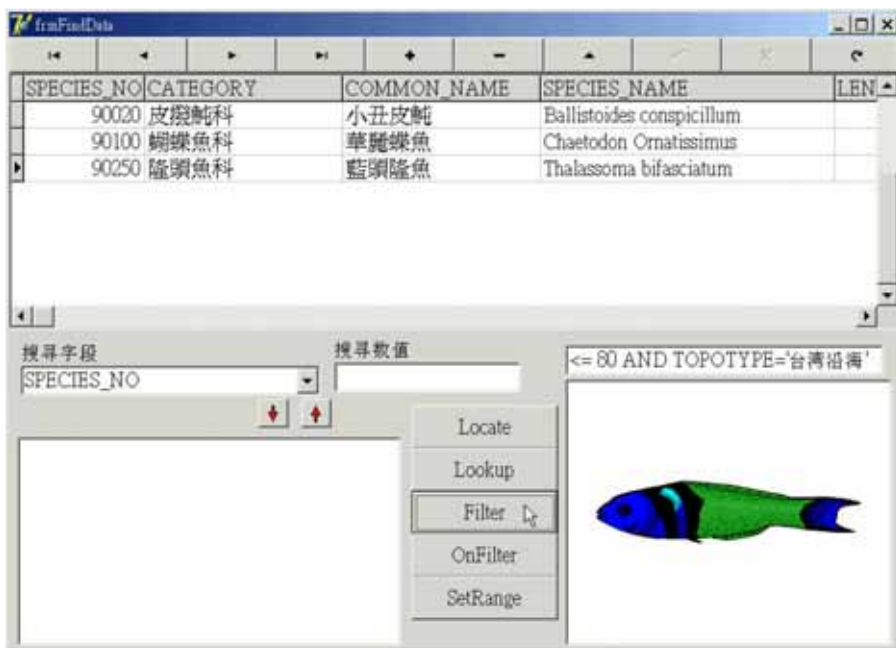 frmFindData
SPECIES_NO CATEGORY COMMON_NAME SPECIES_NAME LEN
90020 皮撥魨科 小丑皮魨 Ballistoides conspicillum
90100 蝴蝶魚科 華麗蝶魚 Chaetodon Ornatissimus
90250 隆頭魚科 藍頭隆魚 Thalassoma bifasciatum
搜尋字段 搜尋数值
<= 80 AND TOPOTYPE='台湾沿海'
SPECIES_NO
Locate
Lookup
Filter
OnFilter
SetRange